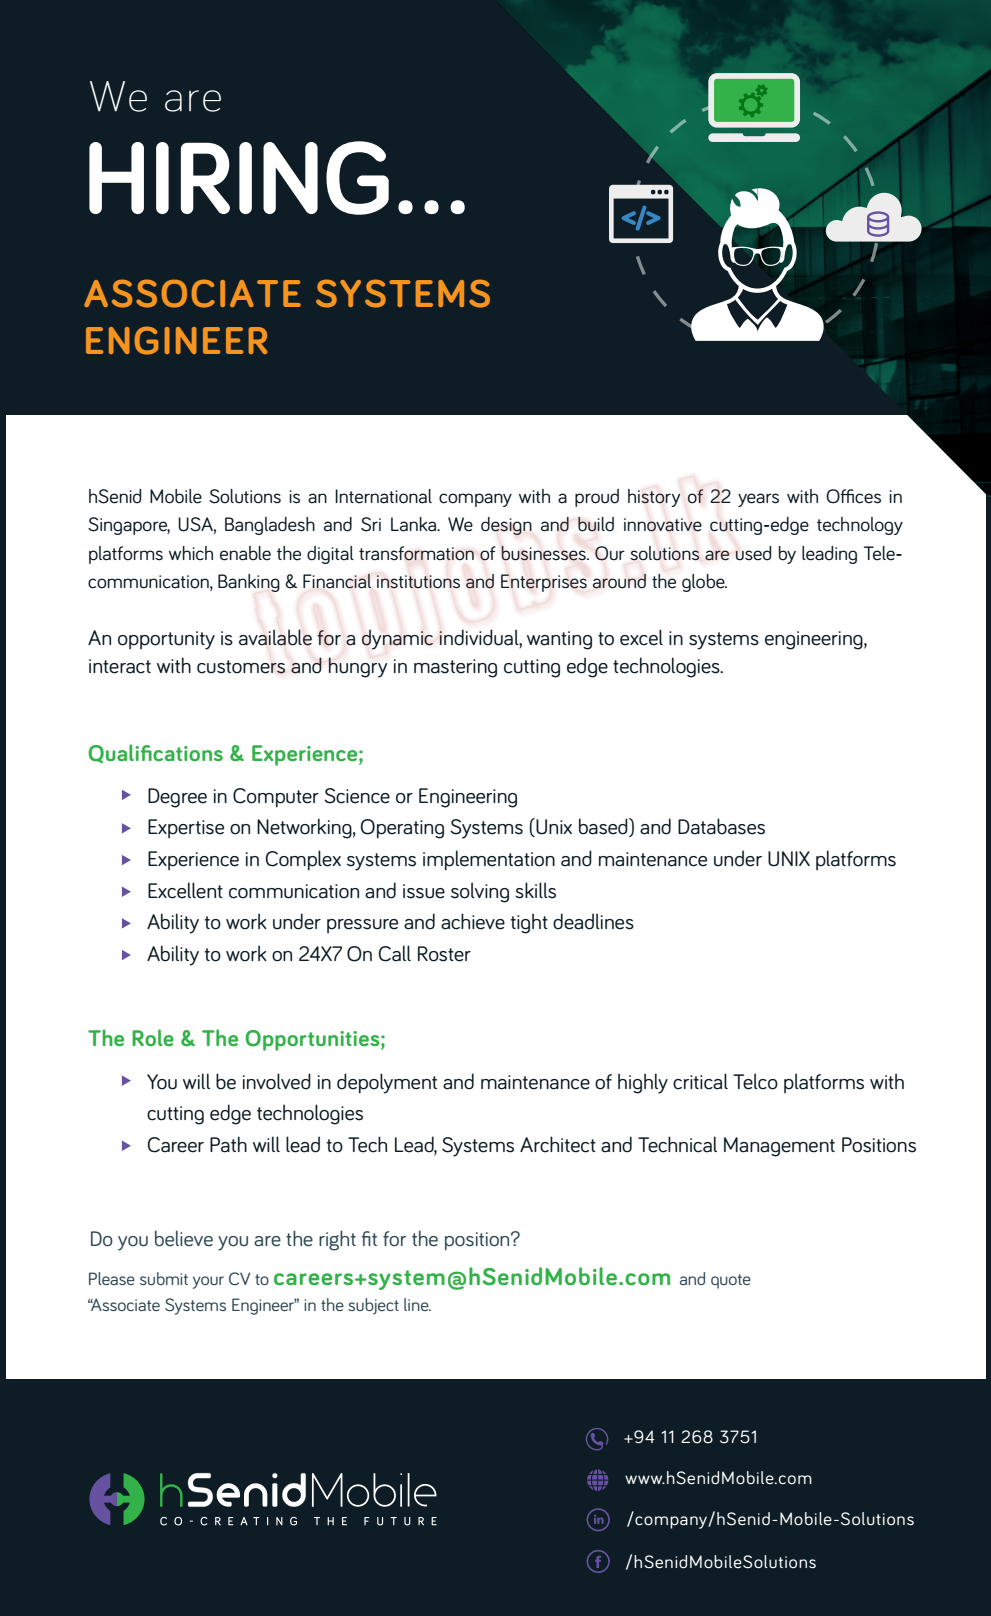 We are
HIRING...
</>
ASSOCIATE SYSTEMS
ENGINEER
hSenid Mobile Solutions is an International company with a proud history of 22 years with Offices in
Singapore, USA, Bangladesh and Sri Lanka. We design and build innovative cutting-edge technology
platforms which enable the digital transformation of businesses. Our solutions are used by leading Tele-
communication, Banking & Financial institutions and Enterprises around the globe.
topjobs.lk
An opportunity is available for a dynamic individual, wanting to excel in systems engineering,
interact with customers and hungry in mastering cutting edge technologies.
Qualifications & Experience;
Degree in Computer Science or Engineering
Expertise on Networking, Operating Systems (Unix based) and Databases
Experience in Complex systems implementation and maintenance under UNIX platforms
Excellent communication and issue solving skills
Ability to work under pressure and achieve tight deadlines
Ability to work on 24X7 On Call Roster
The Role & The Opportunities;
You will be involved in depolyment and maintenance of highly critical Telco platforms with
cutting edge technologies
Career Path will lead to Tech Lead, Systems Architect and Technical Management Positions
Do you believe you are the right fit for the position?
Please submit your CV to careers+system@hSenidMobile.com and quote
“Associate Systems Engineer” in the subject line.
hSenidMobile
CO-CREATING THE FUTURE
+94 11 268 3751
www.hSenidMobile.com
in /company/hSenid-Mobile-Solutions
f /hSenidMobileSolutions